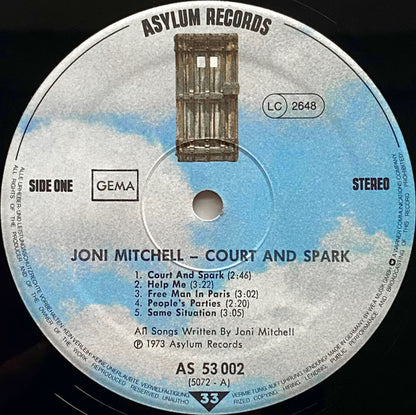 ASYLUM RECORDS
LC 2648
SIDE ONE
GEMA
STEREO
JONI MITCHELL – COURT AND SPARK
1. Court And Spark (2:46)
2. Help Me (3:22)
3. Free Man In Paris (3:02)
4. People's Parties (2:20)
5. Same Situation (3:05)
All Songs Written By Joni Mitchell
Ⓟ 1973 Asylum Records
AS 53 002
(5072 - A)
33